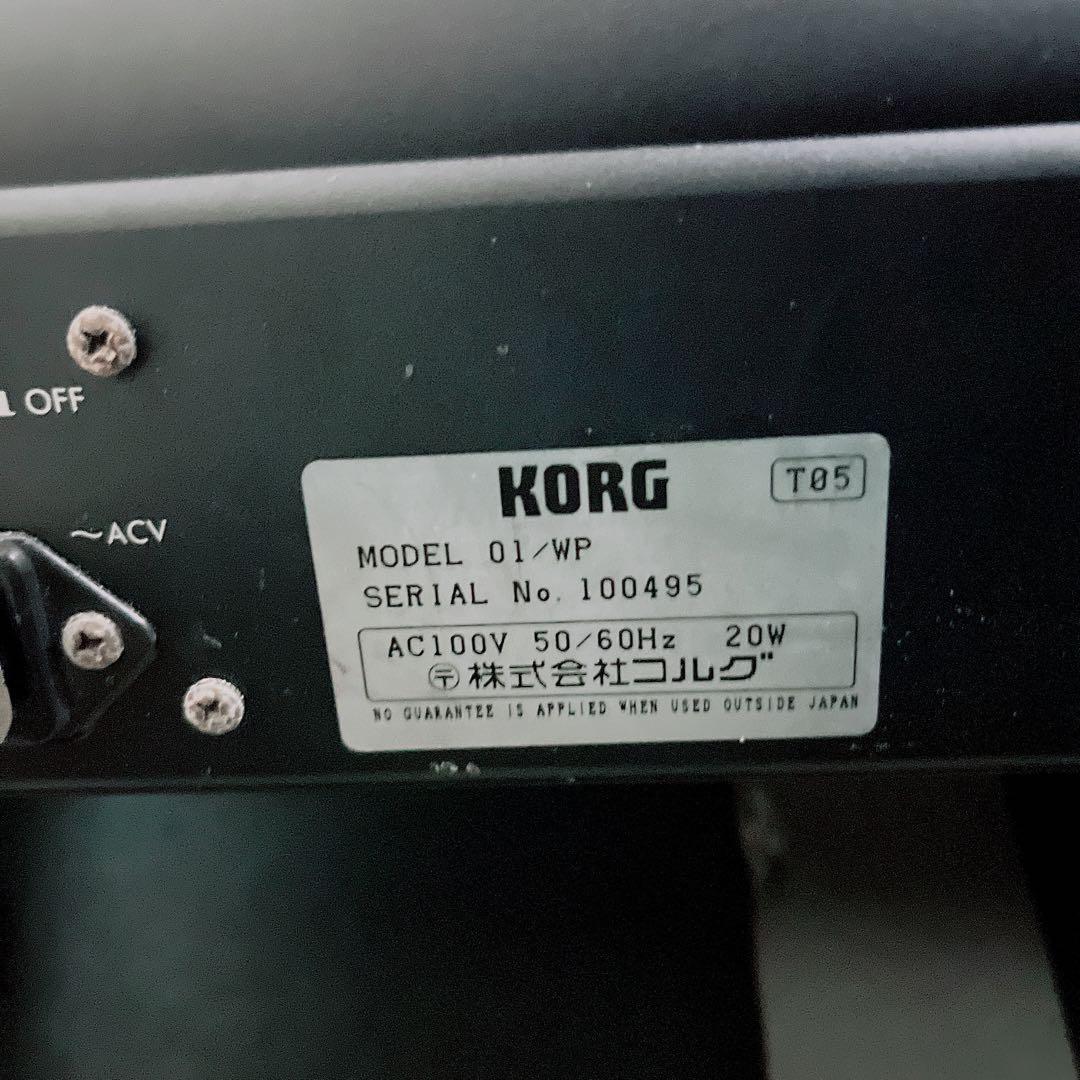 OFF
~ACV
KORG T05
MODEL 01/WP
SERIAL No. 100495
AC100V 50/60Hz 20W
〒株式会社コルグ
NO GUARANTEE IS APPLIED WHEN USED OUTSIDE JAPAN